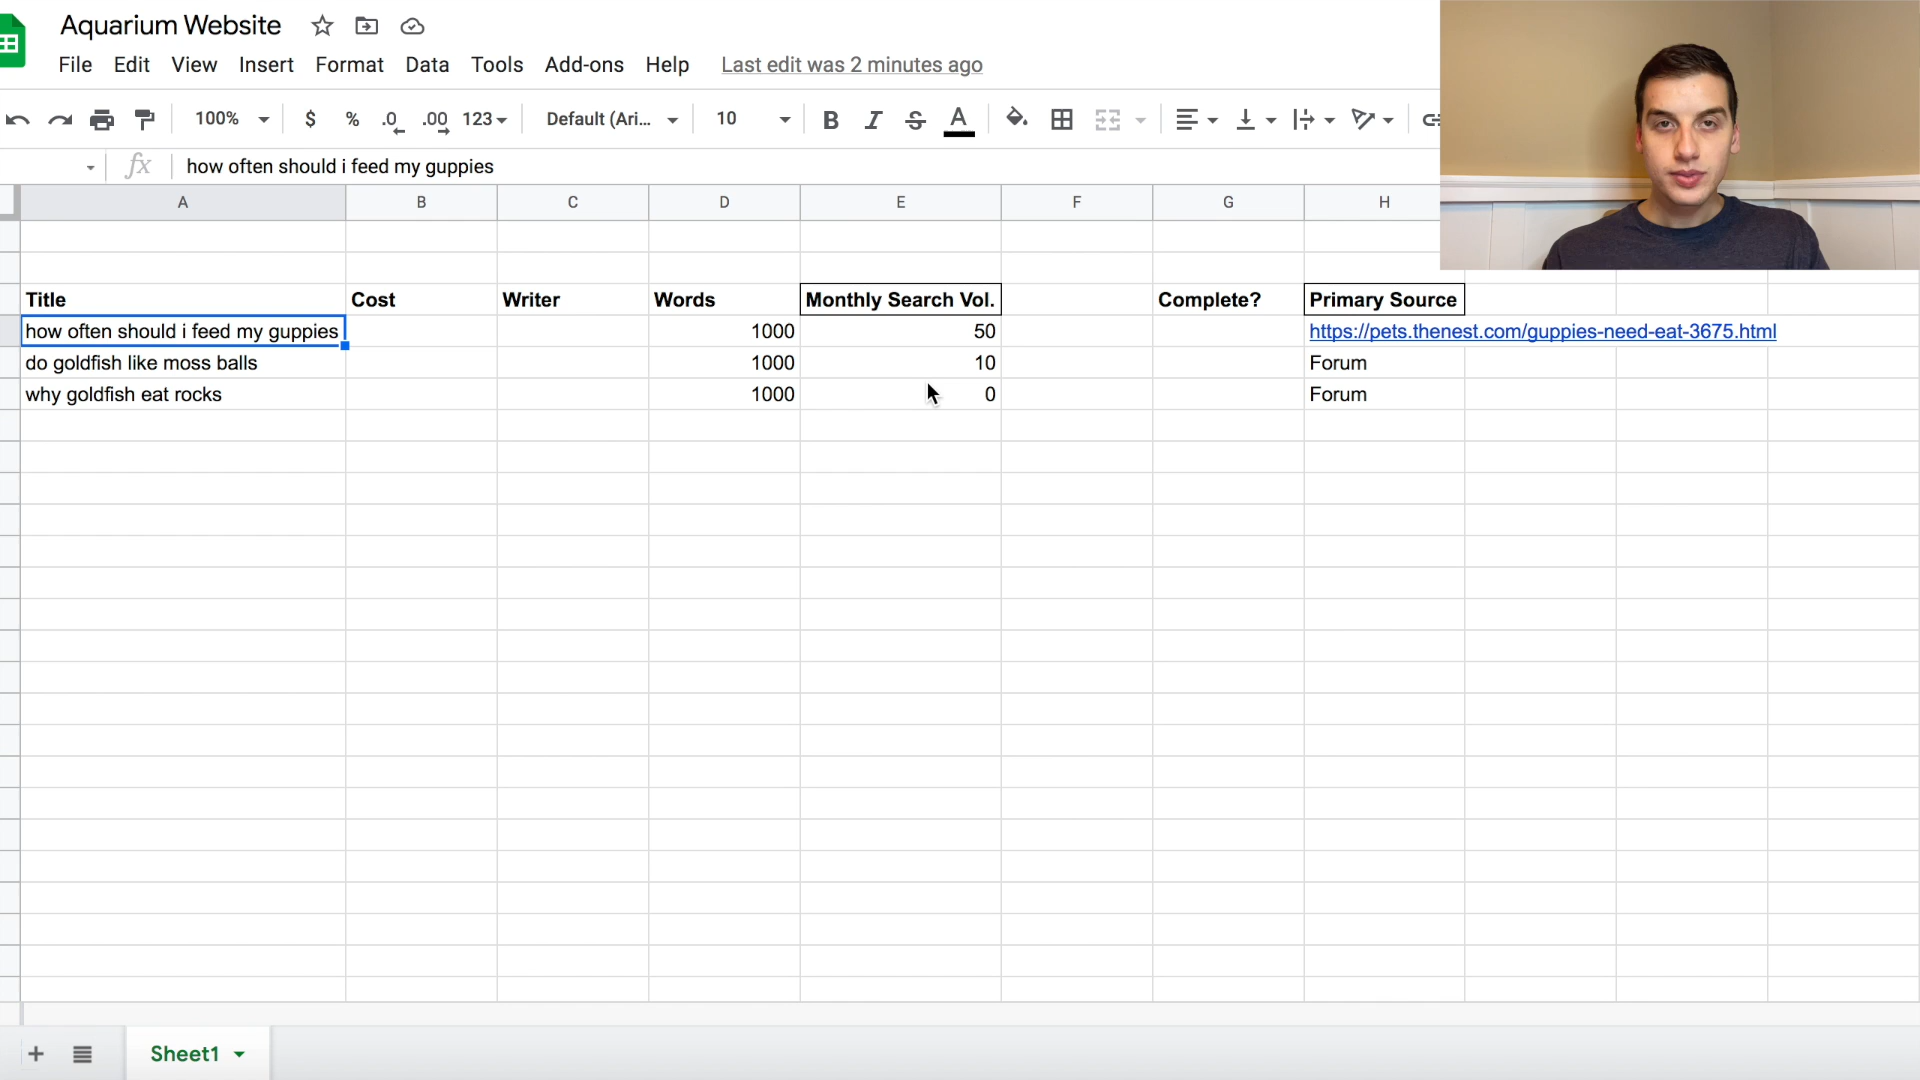 Aquarium Website
File Edit View Insert Format Data Tools Add-ons Help Last edit was 2 minutes ago
100% $ % .0 .00 123 Default (Ari... 10 B I S A
fx how often should i feed my guppies
A B C D E F G H
Title Cost Writer Words Monthly Search Vol. Complete? Primary Source
how often should i feed my guppies 1000 50 https://pets.thenest.com/guppies-need-eat-3675.html
do goldfish like moss balls 1000 10 Forum
why goldfish eat rocks 1000 0 Forum
Sheet1